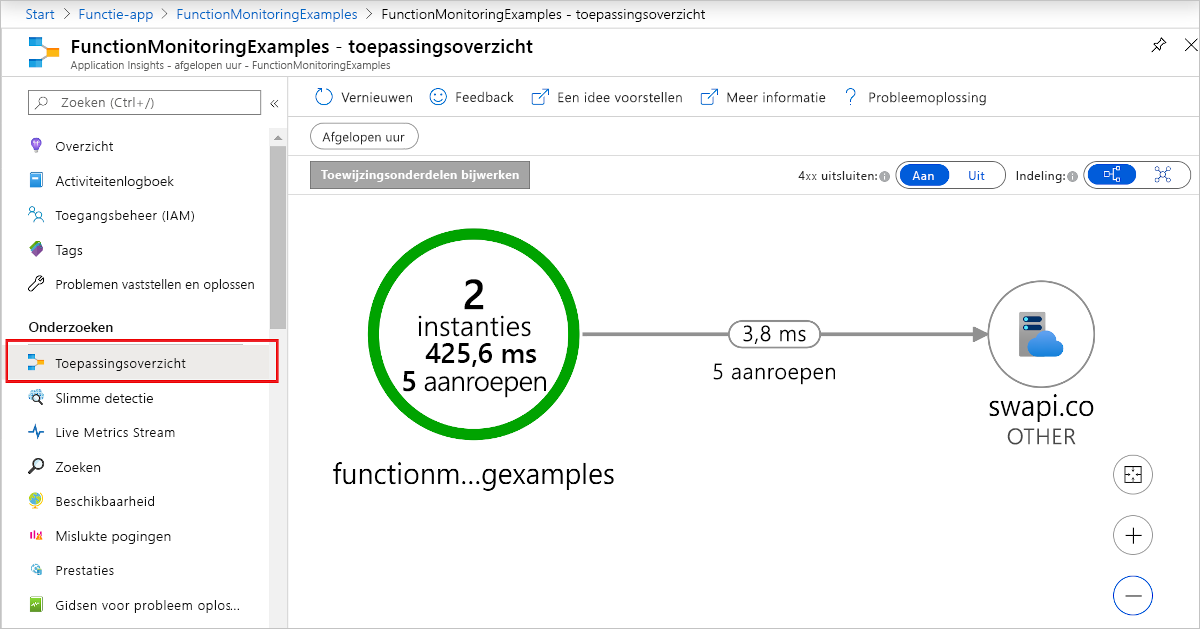 Start > Functie-app > FunctionMonitoringExamples > FunctionMonitoringExamples - toepassingsoverzicht
FunctionMonitoringExamples - toepassingsoverzicht
Application Insights - afgelopen uur - FunctionMonitoringExamples
Zoeken (Ctrl+/)
«
Overzicht
Activiteitenlogboek
Toegangsbeheer (IAM)
Tags
Problemen vaststellen en oplossen
Onderzoeken
Toepassingsoverzicht
Slimme detectie
Live Metrics Stream
Zoeken
Beschikbaarheid
Mislukte pogingen
Prestaties
Gidsen voor probleem oplos...
Vernieuwen Feedback Een idee voorstellen Meer informatie ? Probleemoplossing
Afgelopen uur
Toewijzingsonderdelen bijwerken 4xx uitsluiten: Aan Uit Indeling:
2
instanties
425,6 ms
5 aanroepen
functionm...gexamples
3,8 ms
5 aanroepen
swapi.co
OTHER